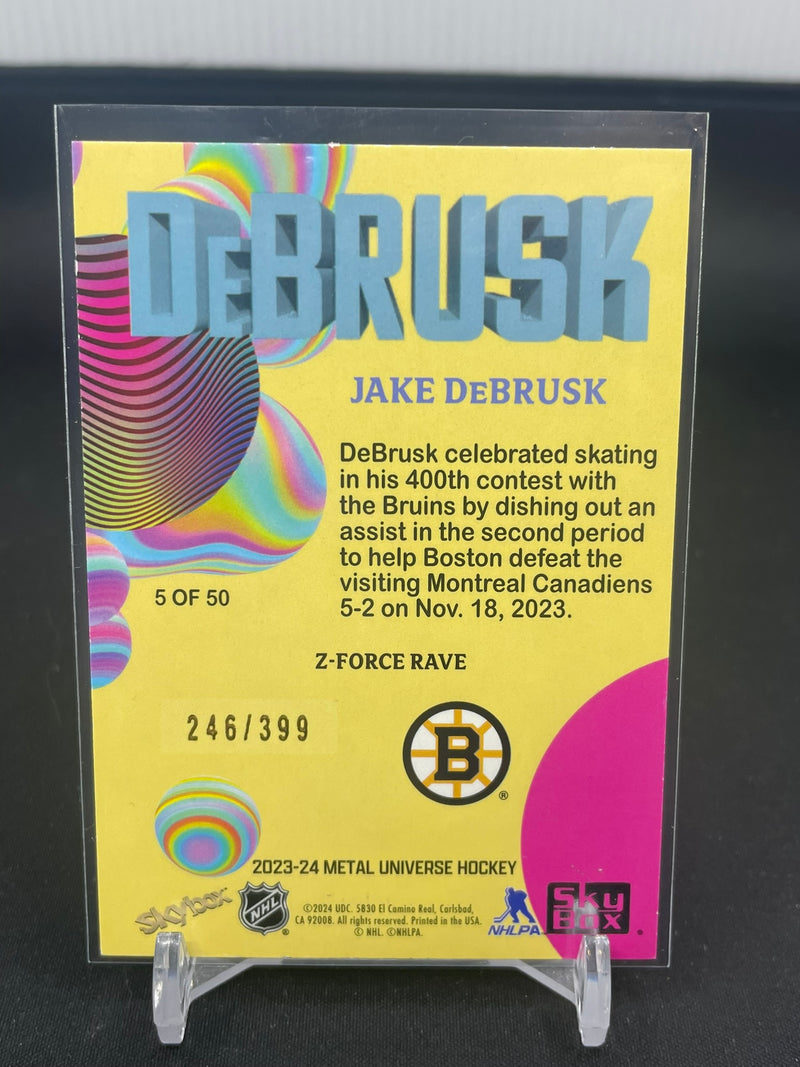 DeBRUSK
JAKE DeBRUSK
DeBrusk celebrated skating
in his 400th contest with
the Bruins by dishing out an
assist in the second period
to help Boston defeat the
visiting Montreal Canadiens
5-2 on Nov. 18, 2023.
5 OF 50
Z-FORCE RAVE
246/399
B
®
2023-24 METAL UNIVERSE HOCKEY
Skybox
NHL
®
©2024 UDC. 5830 El Camino Real, Carlsbad,
CA 92008. All rights reserved. Printed in the USA.
© NHL. ©NHLPA.
NHLPA
Sky
Box